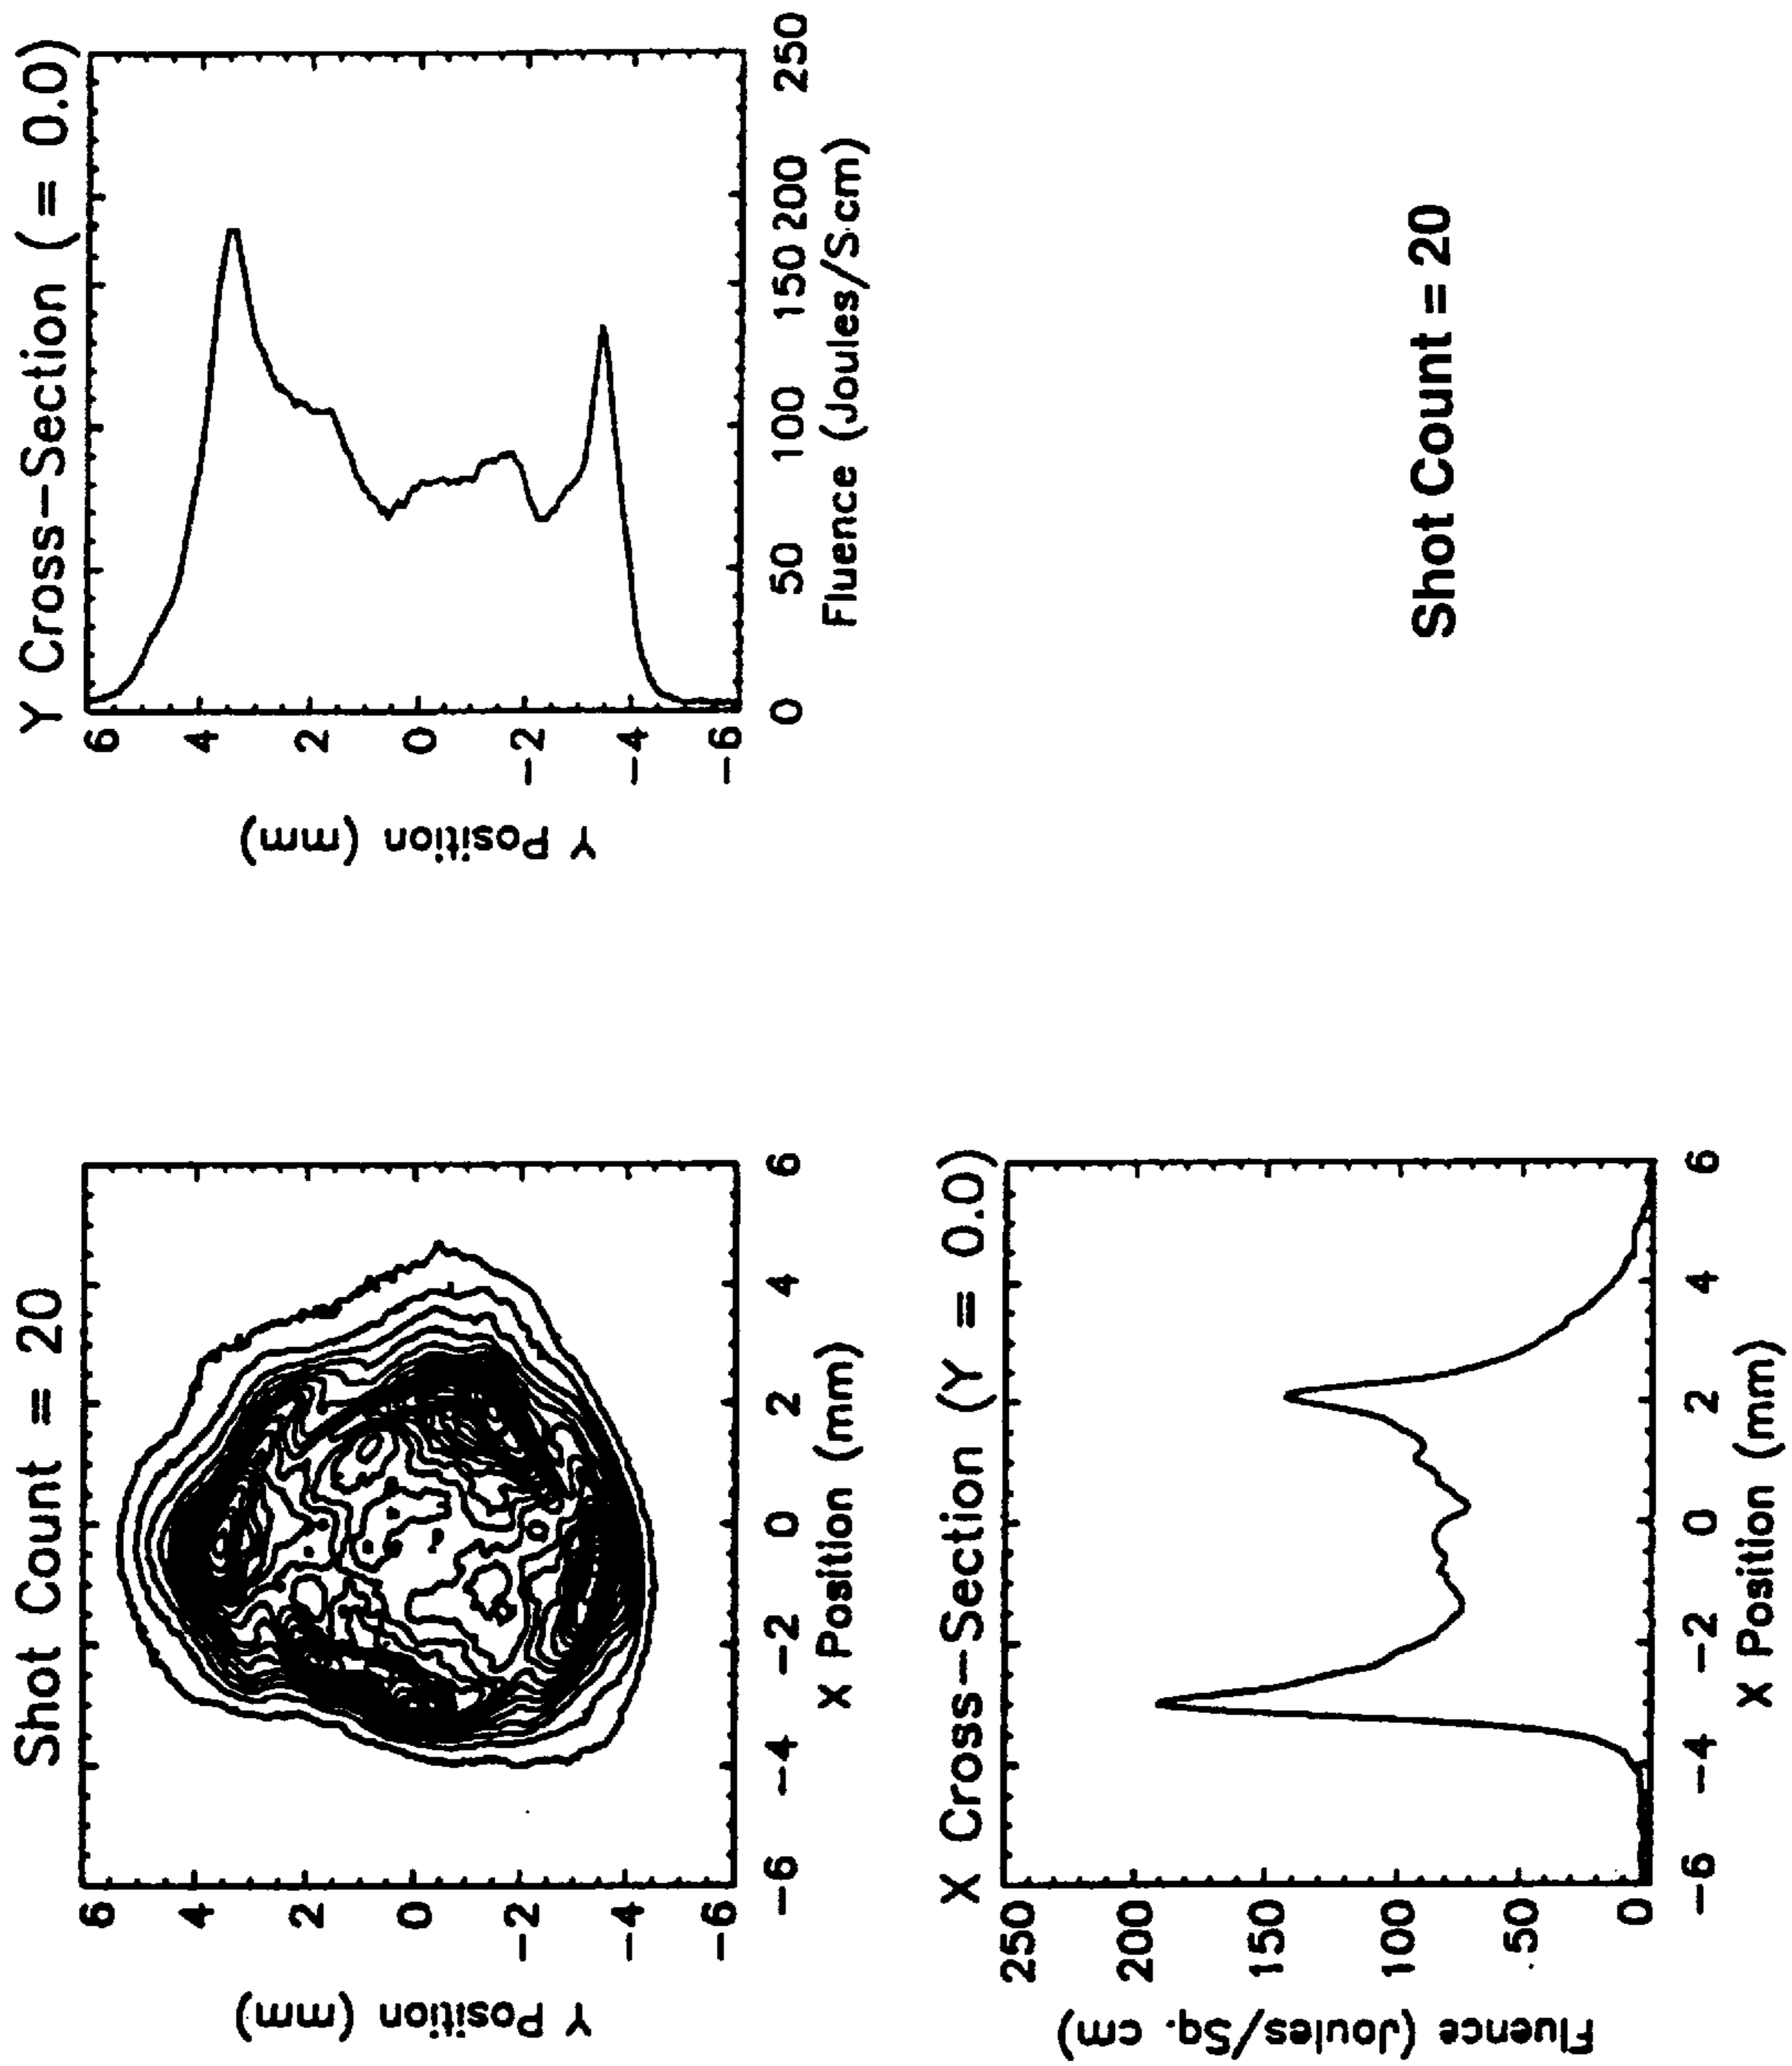 Shot Count = 20
6
4
2
0
-2
-4
-6
Y Position (mm)
-6 -4 -2 0 2 4 6
X Position (mm)
Y Cross-Section ( = 0.0)
6
4
2
0
-2
-4
-6
Y Position (mm)
0 50 100 150 200 250
Fluence (Joules/S cm)
X Cross-Section (Y = 0.0)
250
200
150
100
50
0
Fluence (Joules/Sq. cm)
-6 -4 -2 0 2 4 6
X Position (mm)
Shot Count = 20